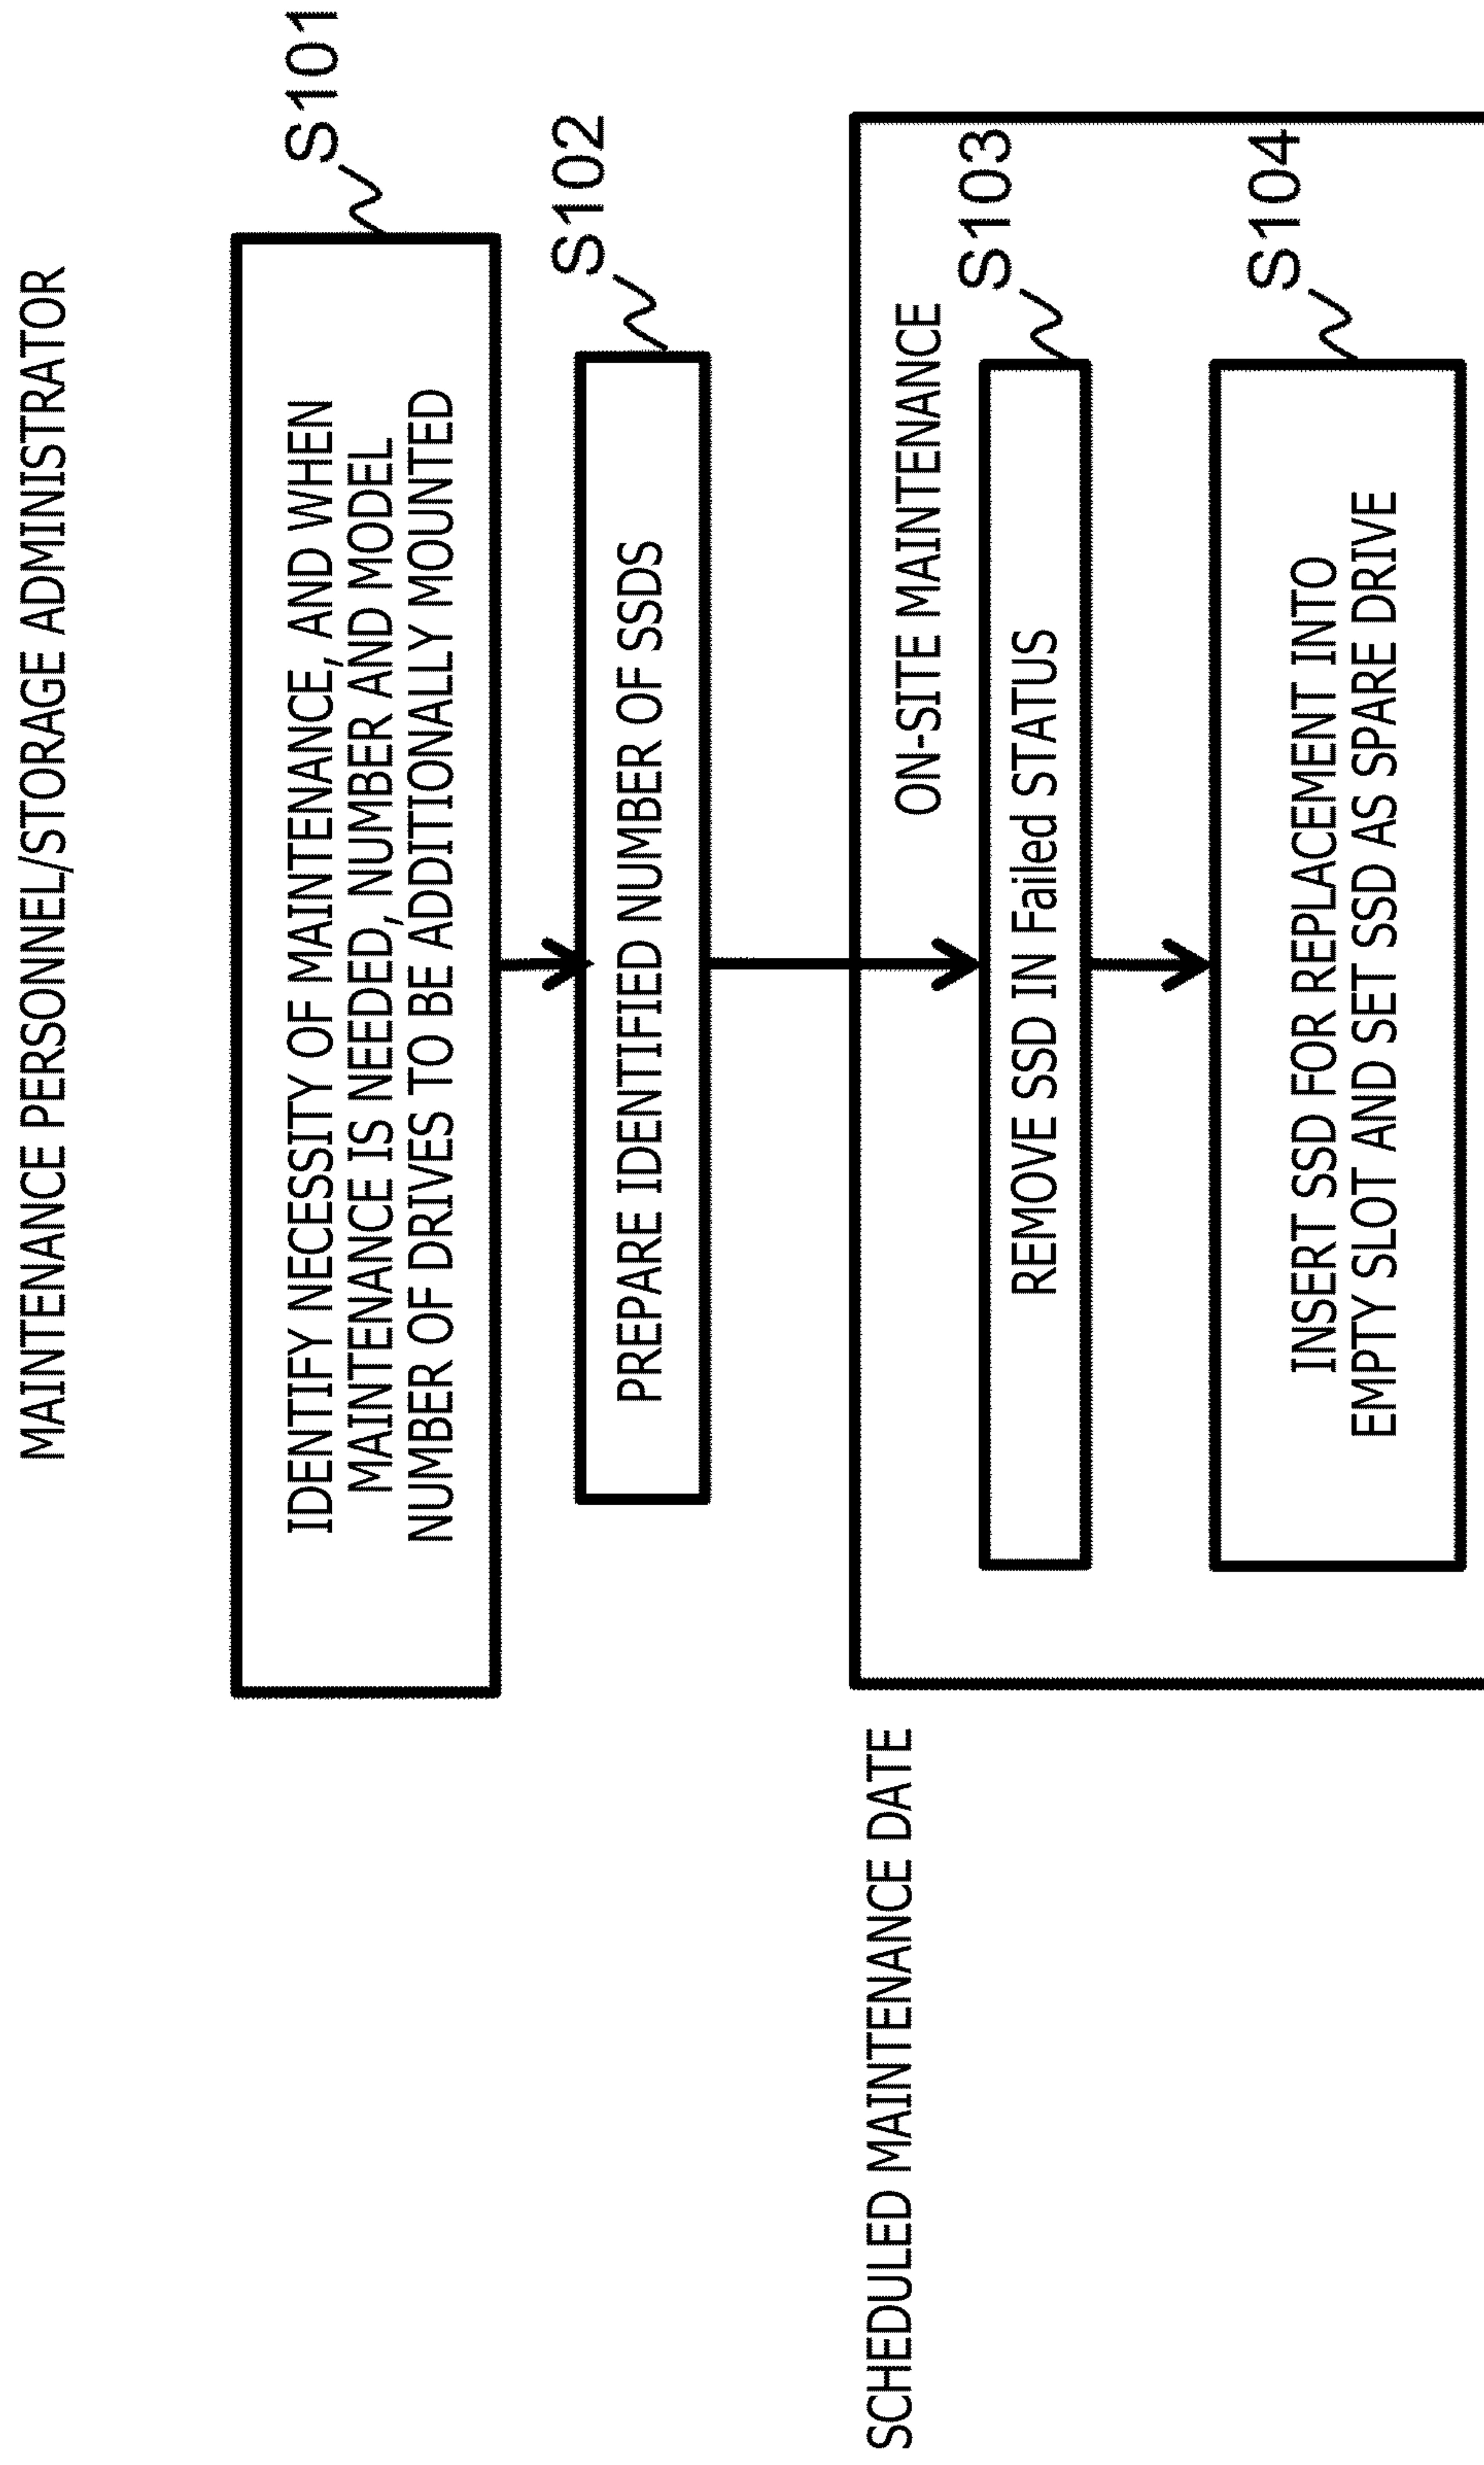 MAINTENANCE PERSONNEL/STORAGE ADMINISTRATOR
S101
IDENTIFY NECESSITY OF MAINTENANCE, AND WHEN
MAINTENANCE IS NEEDED, NUMBER AND MODEL
NUMBER OF DRIVES TO BE ADDITIONALLY MOUNTED
S102
PREPARE IDENTIFIED NUMBER OF SSDS
SCHEDULED MAINTENANCE DATE
ON-SITE MAINTENANCE
S103
REMOVE SSD IN Failed STATUS
S104
INSERT SSD FOR REPLACEMENT INTO
EMPTY SLOT AND SET SSD AS SPARE DRIVE